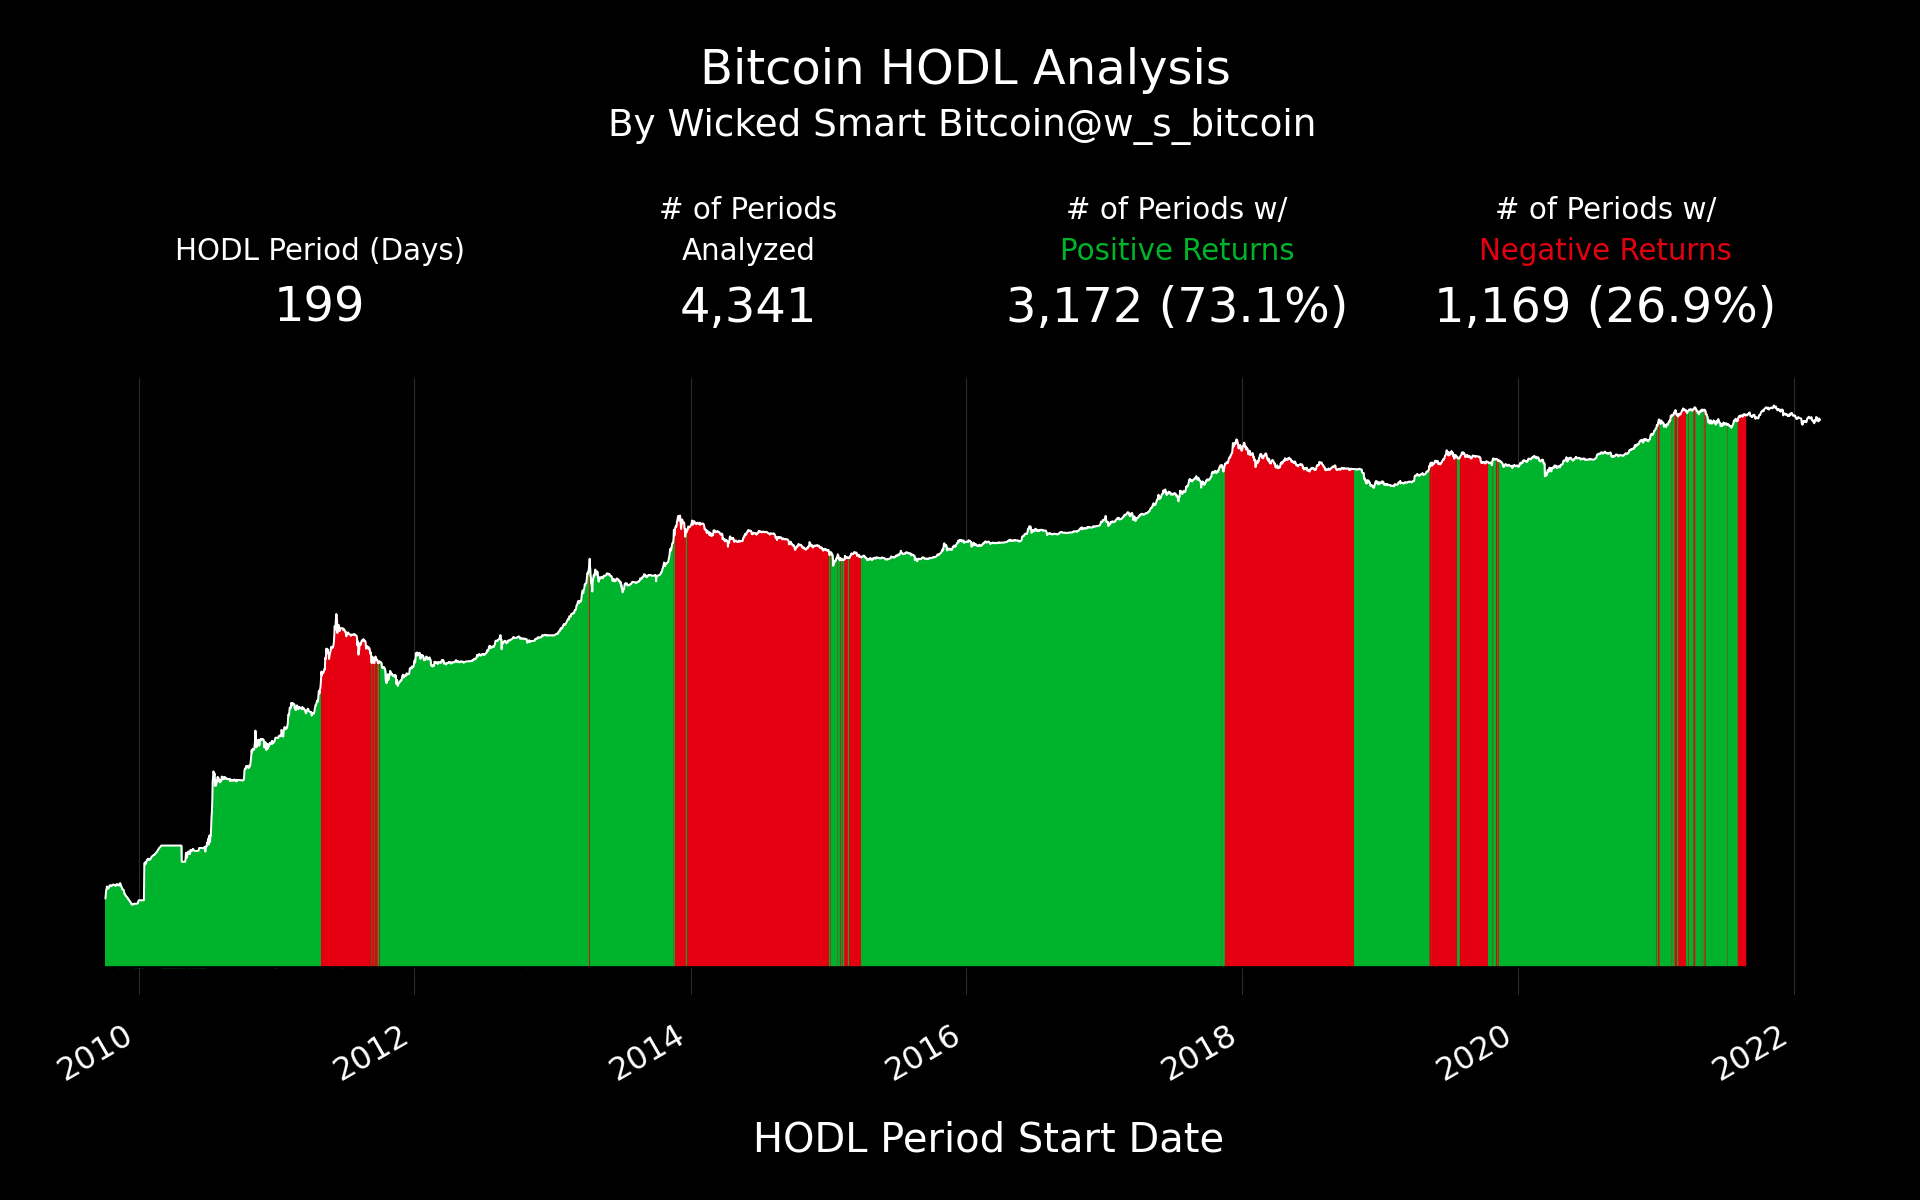 Bitcoin HODL Analysis
By Wicked Smart Bitcoin@w_s_bitcoin
HODL Period (Days)
199
# of Periods
Analyzed
4,341
# of Periods w/
Positive Returns
3,172 (73.1%)
# of Periods w/
Negative Returns
1,169 (26.9%)
2010
2012
2014
2016
2018
2020
2022
HODL Period Start Date